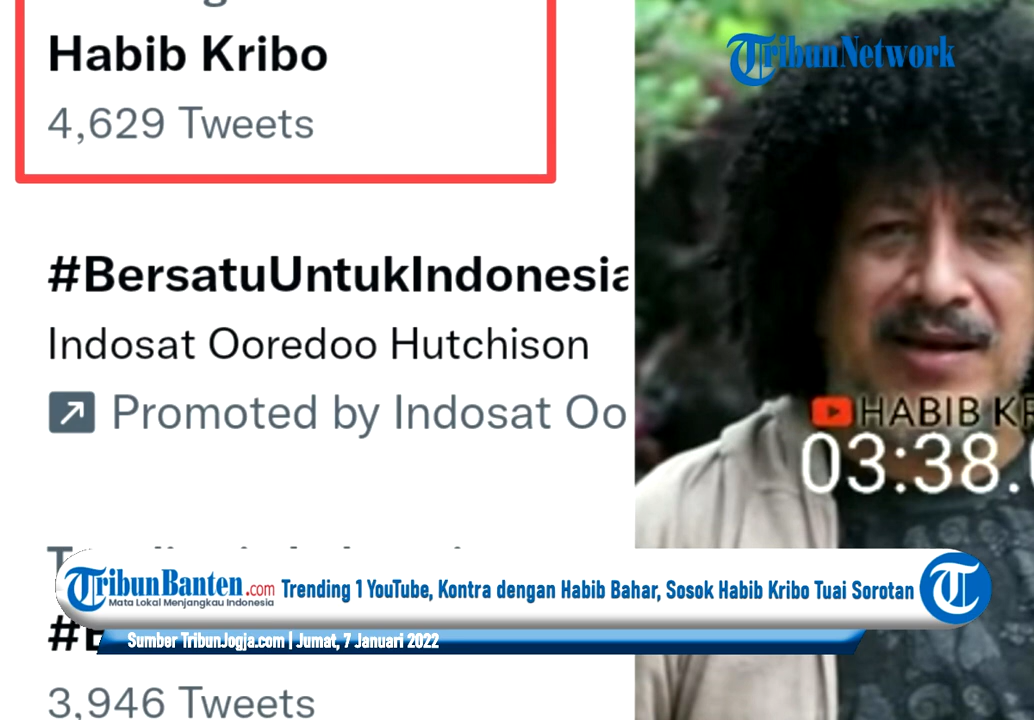 Habib Kribo
4,629 Tweets
#BersatuUntukIndonesia
Indosat Ooredoo Hutchison
Promoted by Indosat Oo
3,946 Tweets
TribunNetwork
HABIB KR
03:38.
TribunBanten.com
Mata Lokal Menjangkau Indonesia
Trending 1 YouTube, Kontra dengan Habib Bahar, Sosok Habib Kribo Tuai Sorotan
Sumber TribunJogja.com | Jumat, 7 Januari 2022